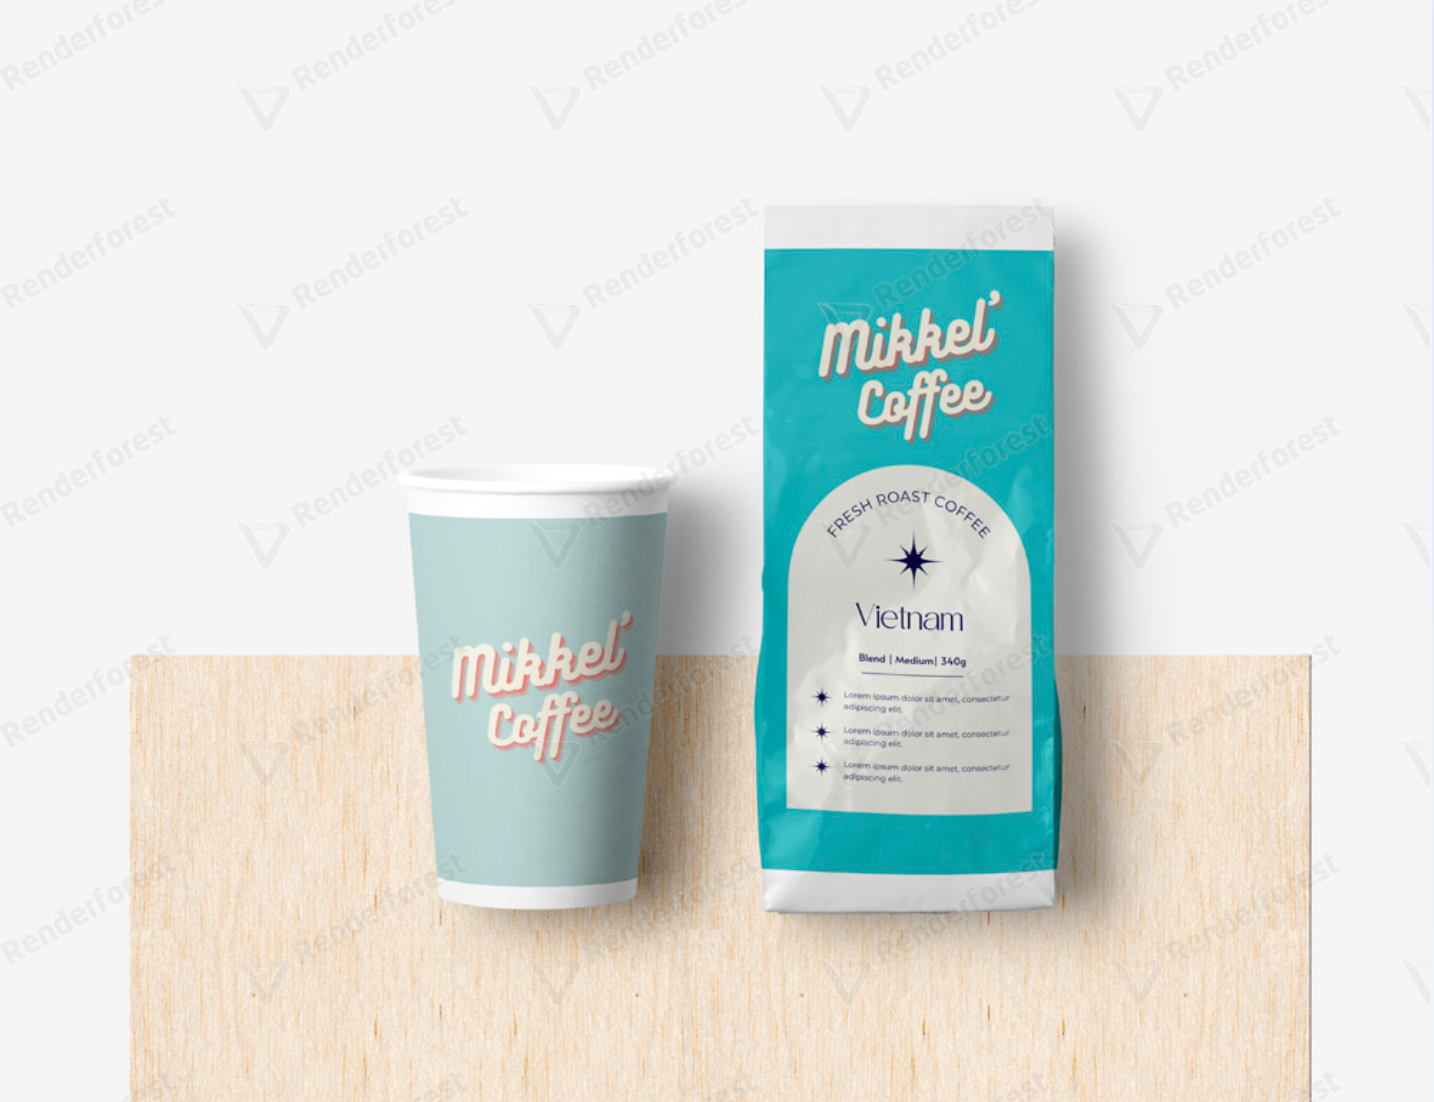 Mikkel'
Coffee
Mikkel'
Coffee
FRESH ROAST COFFEE
Vietnam
Blend | Medium| 340g
Lorem ipsum dolor sit amet, consectetur
adipiscing elit.
Lorem ipsum dolor sit amet, consectetur
adipiscing elit.
Lorem ipsum dolor sit amet, consectetur
adipiscing elit.
Renderforest